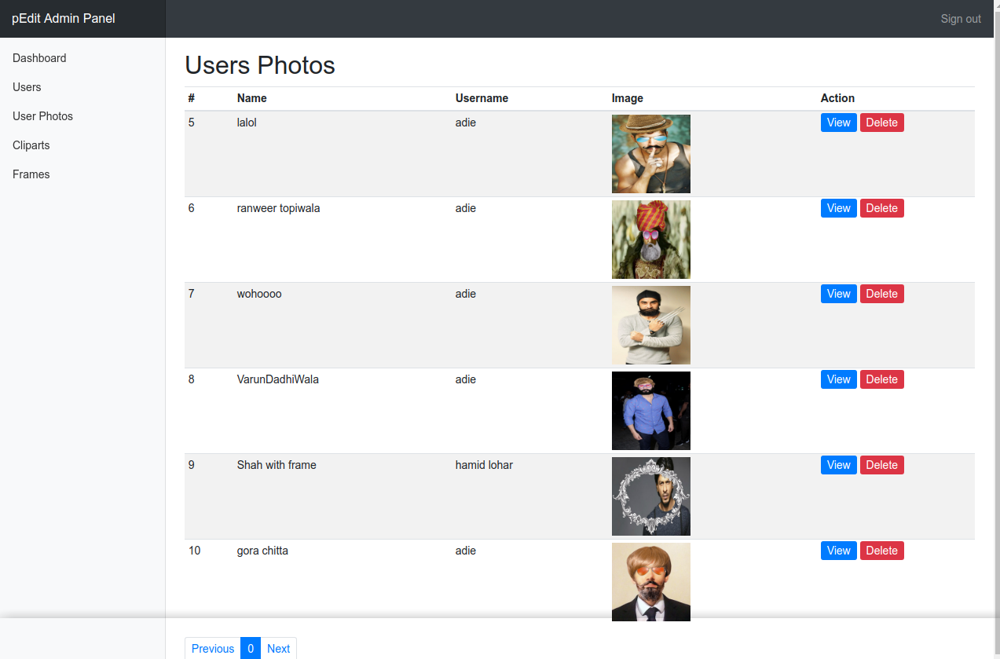 pEdit Admin Panel Sign out
Dashboard
Users
User Photos
Cliparts
Frames
Users Photos
# Name Username Image Action
5 lalol adie View Delete
6 ranweer topiwala adie View Delete
7 wohoooo adie View Delete
8 VarunDadhiWala adie View Delete
9 Shah with frame hamid lohar View Delete
10 gora chitta adie View Delete
Previous 0 Next